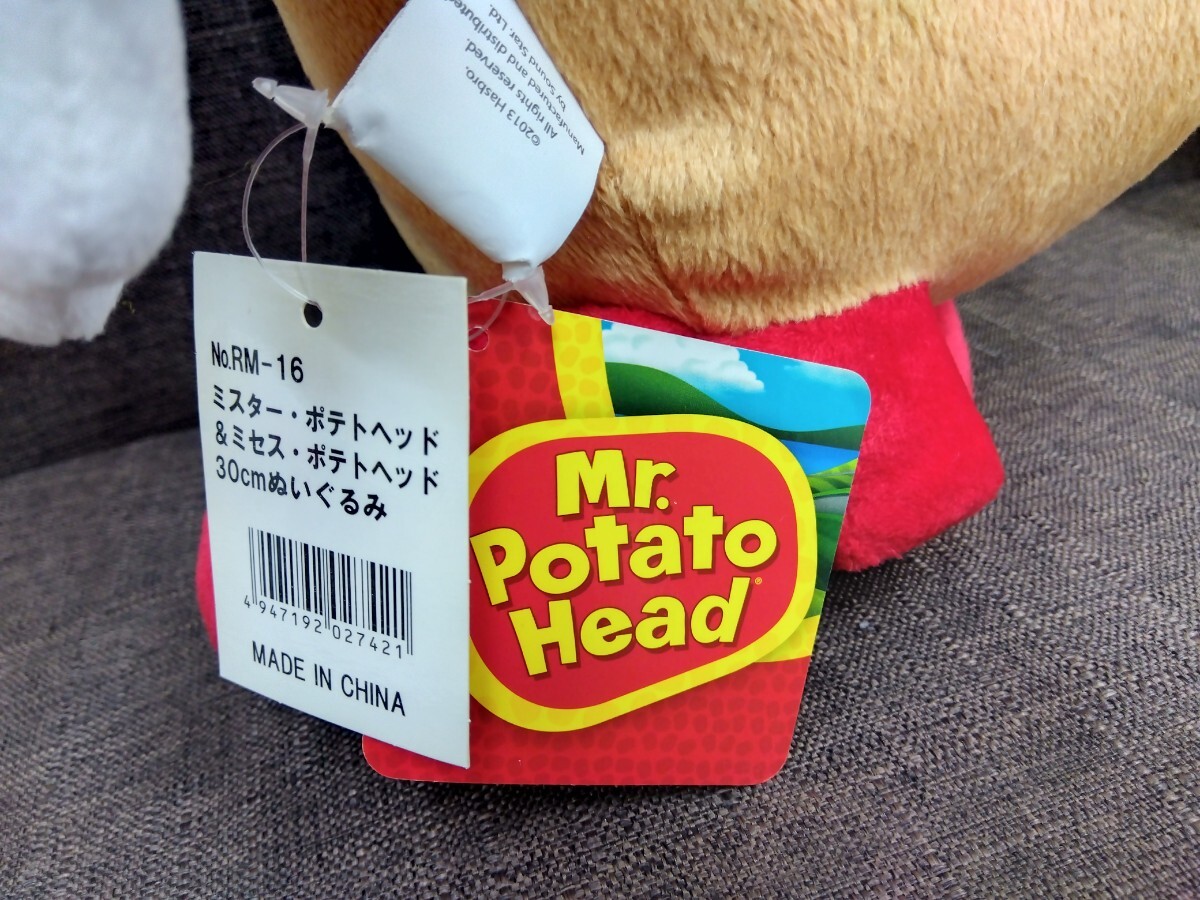 ©2013 Hasbro.
All rights reserved.
Manufactured and distributed
by Sound Star. Ltd.
No.RM-16
ミスター・ポテトヘッド
&ミセス・ポテトヘッド
30cmぬいぐるみ
4 947192 027421
MADE IN CHINA
Mr.
Potato
Head®